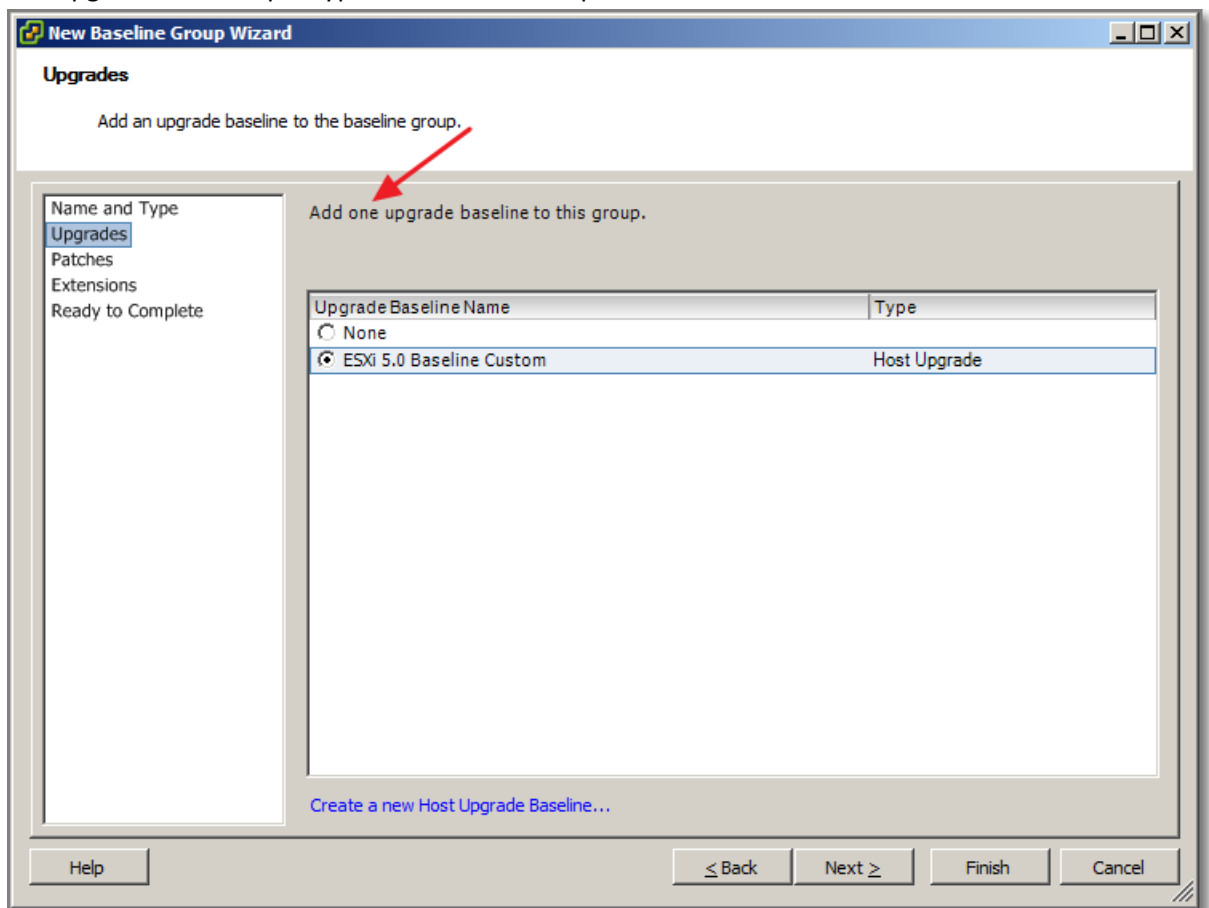 New Baseline Group Wizard
Upgrades
Add an upgrade baseline to the baseline group.
Name and Type
Upgrades
Patches
Extensions
Ready to Complete
Add one upgrade baseline to this group.
Upgrade Baseline Name Type
None
ESXi 5.0 Baseline Custom Host Upgrade
Create a new Host Upgrade Baseline...
Help < Back Next > Finish Cancel